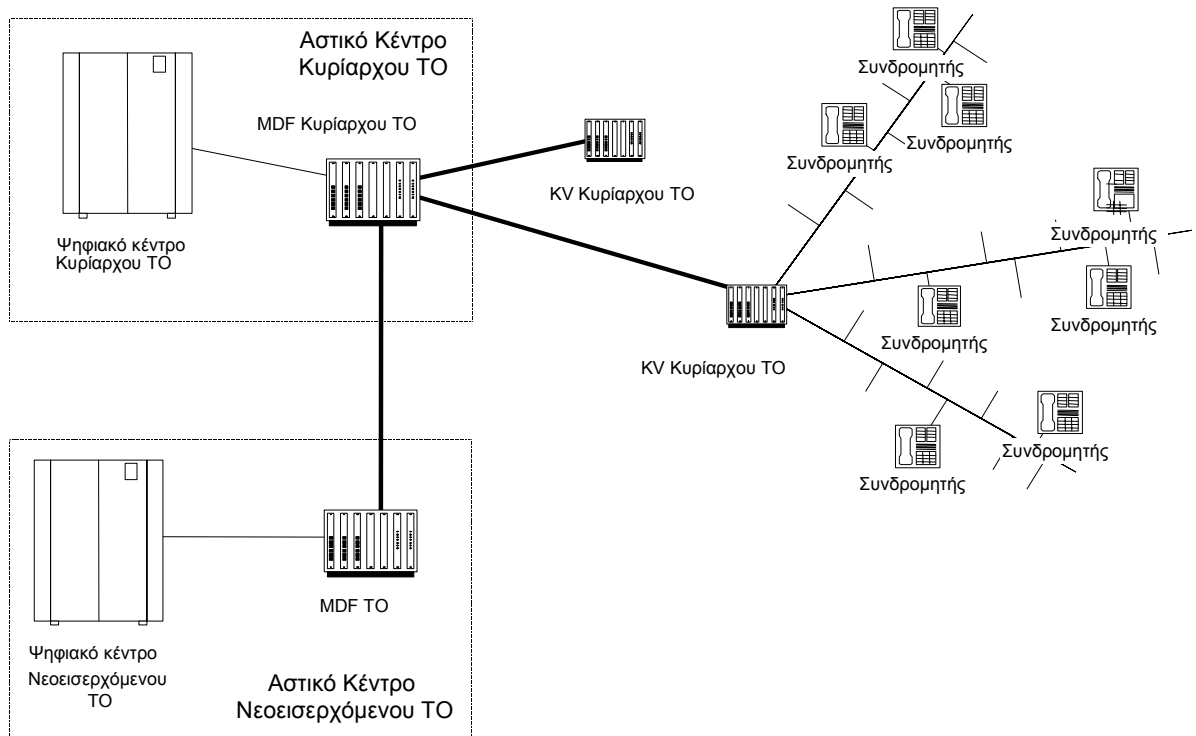 Αστικό Κέντρο
Κυρίαρχου ΤΟ
MDF Κυρίαρχου ΤΟ
Ψηφιακό κέντρο
Κυρίαρχου ΤΟ
KV Κυρίαρχου ΤΟ
Συνδρομητής
Συνδρομητής
Συνδρομητής
Συνδρομητής
Συνδρομητής
Συνδρομητής
KV Κυρίαρχου ΤΟ
Συνδρομητής
Συνδρομητής
MDF ΤΟ
Ψηφιακό κέντρο
Νεοεισερχόμενου
ΤΟ
Αστικό Κέντρο
Νεοεισερχόμενου ΤΟ